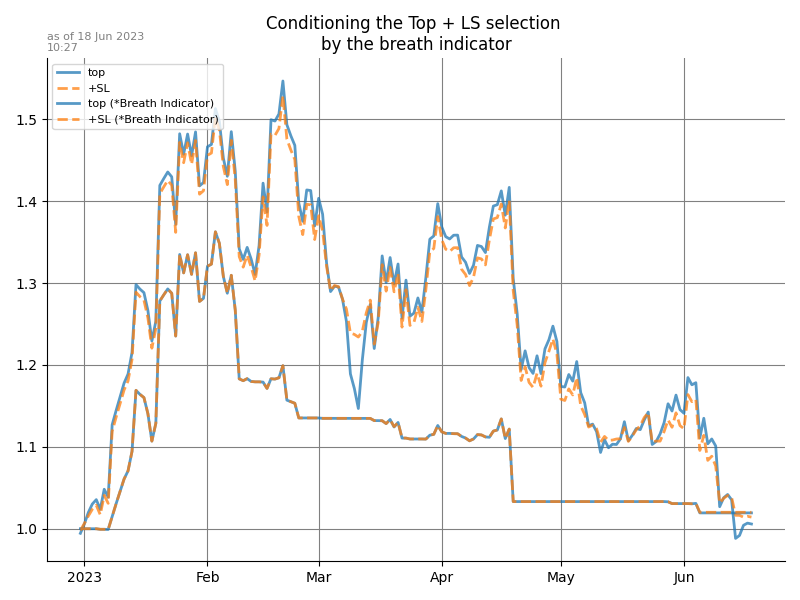 Conditioning the Top + LS selection
by the breath indicator
as of 18 Jun 2023
10:27
top
+SL
top (*Breath Indicator)
+SL (*Breath Indicator)
1.5
1.4
1.3
1.2
1.1
1.0
2023 Feb Mar Apr May Jun